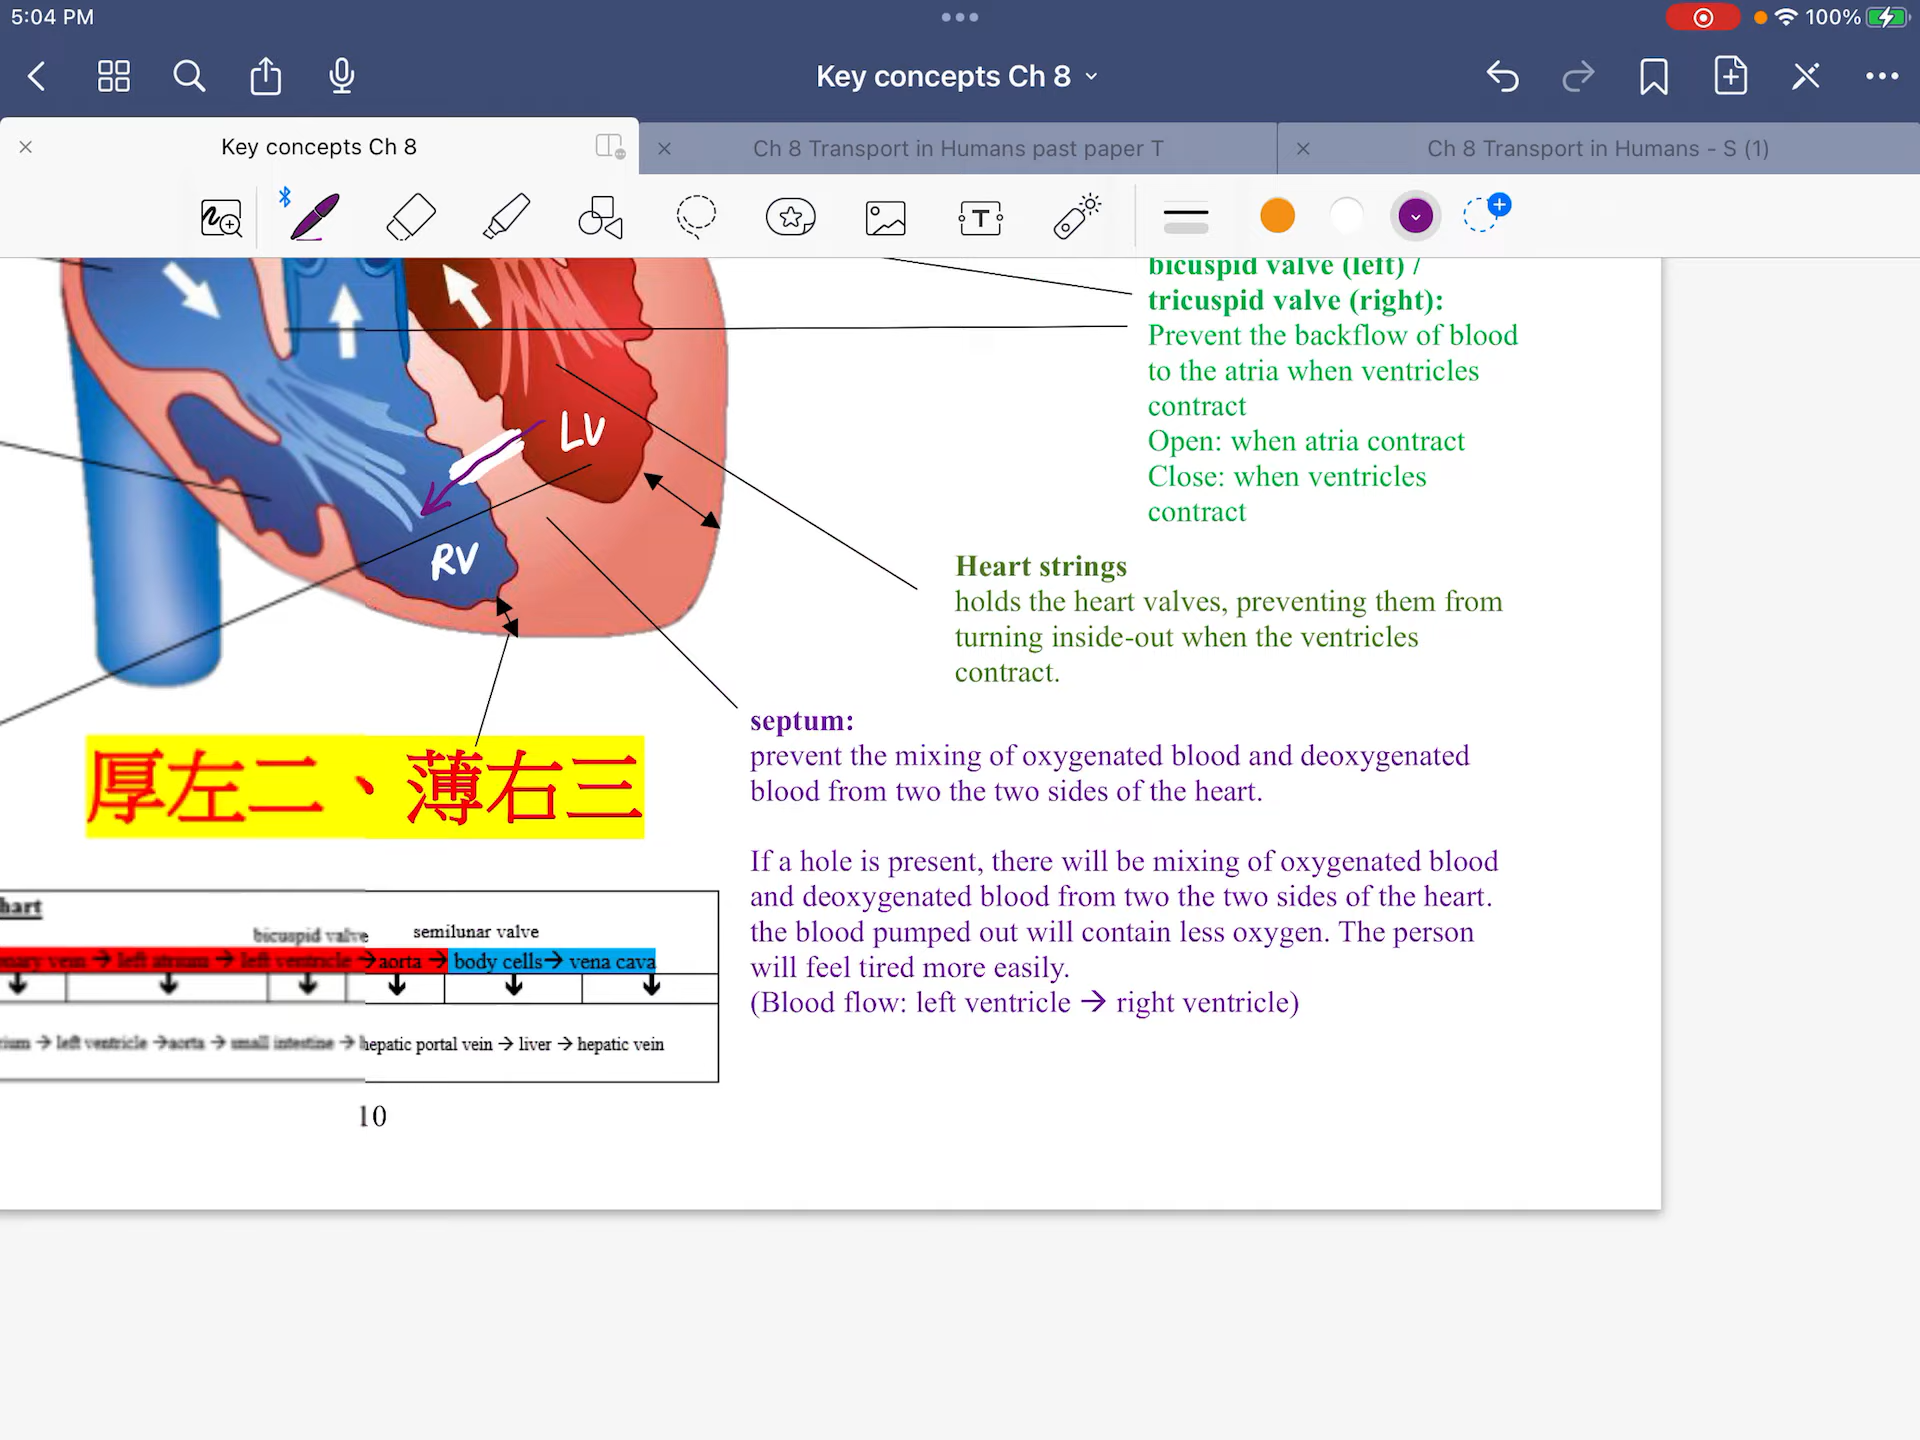 5:04 PM
100%
Key concepts Ch 8
Key concepts Ch 8
Ch 8 Transport in Humans past paper T
Ch 8 Transport in Humans - S (1)
bicuspid valve (left) /
tricuspid valve (right):
Prevent the backflow of blood
to the atria when ventricles
contract
Open: when atria contract
Close: when ventricles
contract
LV
RV
Heart strings
holds the heart valves, preventing them from
turning inside-out when the ventricles
contract.
septum:
prevent the mixing of oxygenated blood and deoxygenated
blood from two the two sides of the heart.
If a hole is present, there will be mixing of oxygenated blood
and deoxygenated blood from two the two sides of the heart.
the blood pumped out will contain less oxygen. The person
will feel tired more easily.
(Blood flow: left ventricle → right ventricle)
厚左二、薄右三
bicuspid valve semilunar valve
vein → left atrium → left ventricle → aorta → body cells → vena cava
→ left ventricle → aorta → small intestine → hepatic portal vein → liver → hepatic vein
10